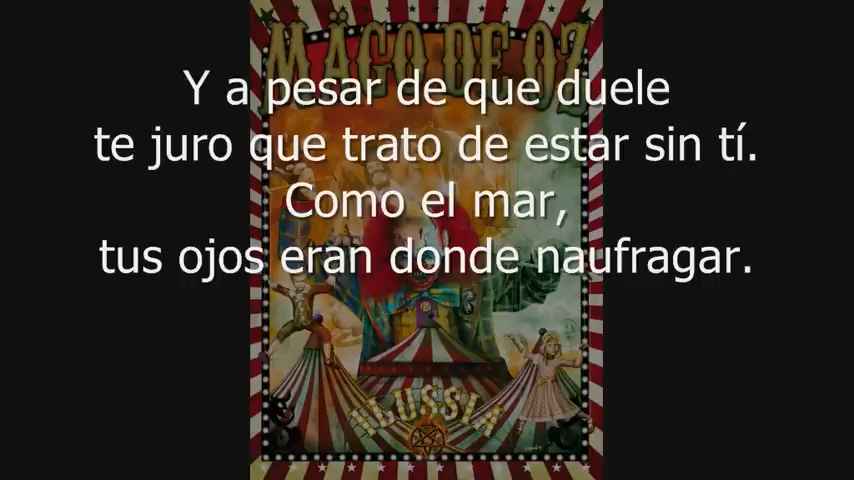 MÄGO DE OZ
Y a pesar de que duele
te juro que trato de estar sin tí.
Como el mar,
tus ojos eran donde naufragar.
ILUSSIA